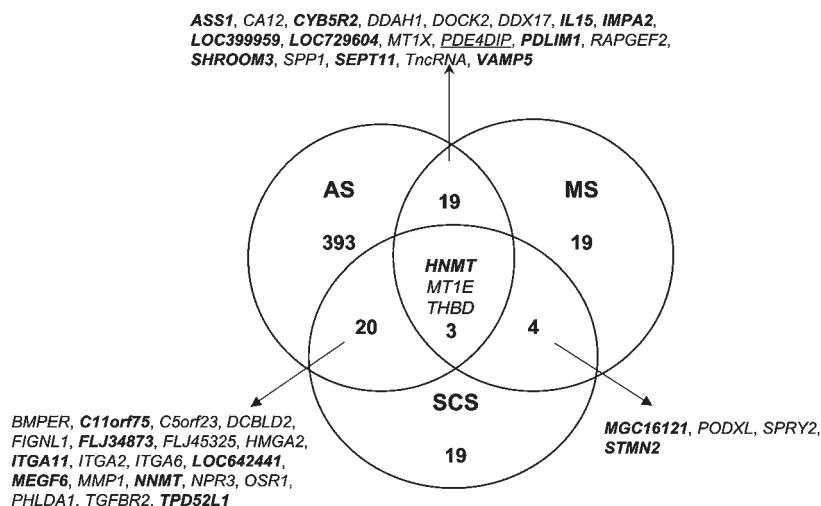 ASS1, CA12, CYB5R2, DDAH1, DOCK2, DDX17, IL15, IMPA2,
LOC399959, LOC729604, MT1X, PDE4DIP, PDLIM1, RAPGEF2,
SHROOM3, SPP1, SEPT11, TncRNA, VAMP5
AS
MS
19
393
19
HNMT
MT1E
THBD
3
20
4
SCS
19
BMPER, C11orf75, C5orf23, DCBLD2,
FIGNL1, FLJ34873, FLJ45325, HMGA2,
ITGA11, ITGA2, ITGA6, LOC642441,
MEGF6, MMP1, NNMT, NPR3, OSR1,
PHLDA1, TGFBR2, TPD52L1
MGC16121, PODXL, SPRY2,
STMN2